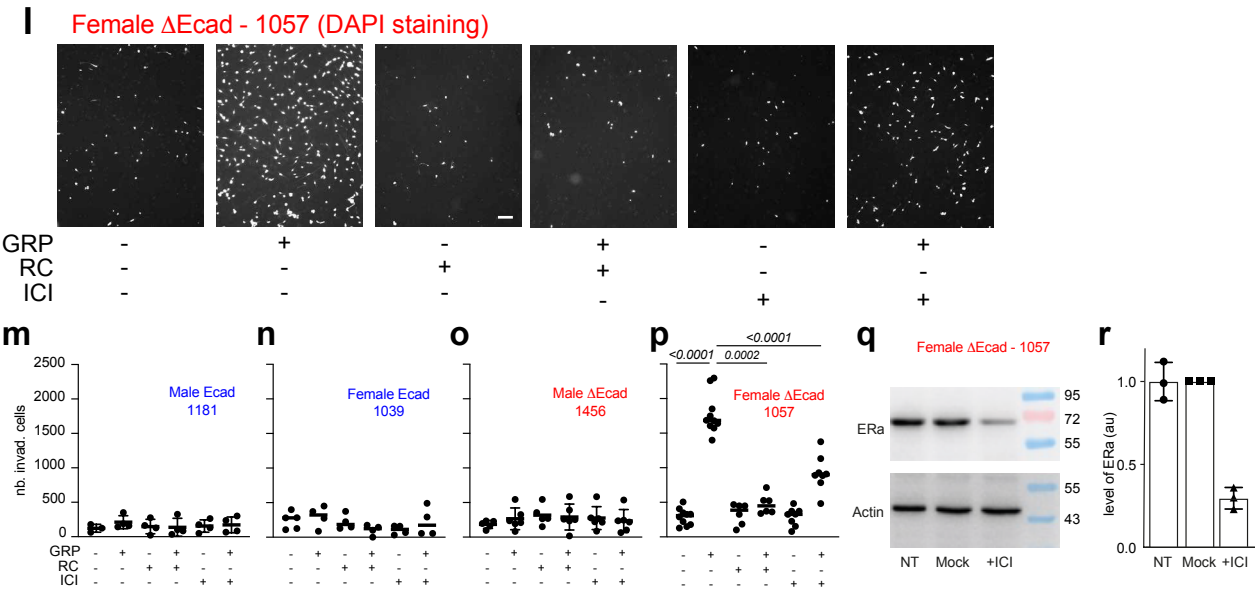 l Female ΔEcad - 1057 (DAPI staining)
GRP - + - + - +
RC - - + + - -
ICI - - - - + +
m n o p q r
<0.0001
<0.0001 0.0002
Female ΔEcad - 1057
2500
2000
1500
1000
500
0
nb. invad. cells
Male Ecad
1181
Female Ecad
1039
Male ΔEcad
1456
Female ΔEcad
1057
GRP - + - + - + - + - + - + - + - + - + - + - + - +
RC - - + + - - - - + + - - - - + + - - - - + + - -
ICI - - - - + + - - - - + + - - - - + + - - - - + +
ERa
95
72
55
Actin
55
43
NT Mock +ICI
level of ERa (au)
1.0
0.5
0.0
NT Mock +ICI